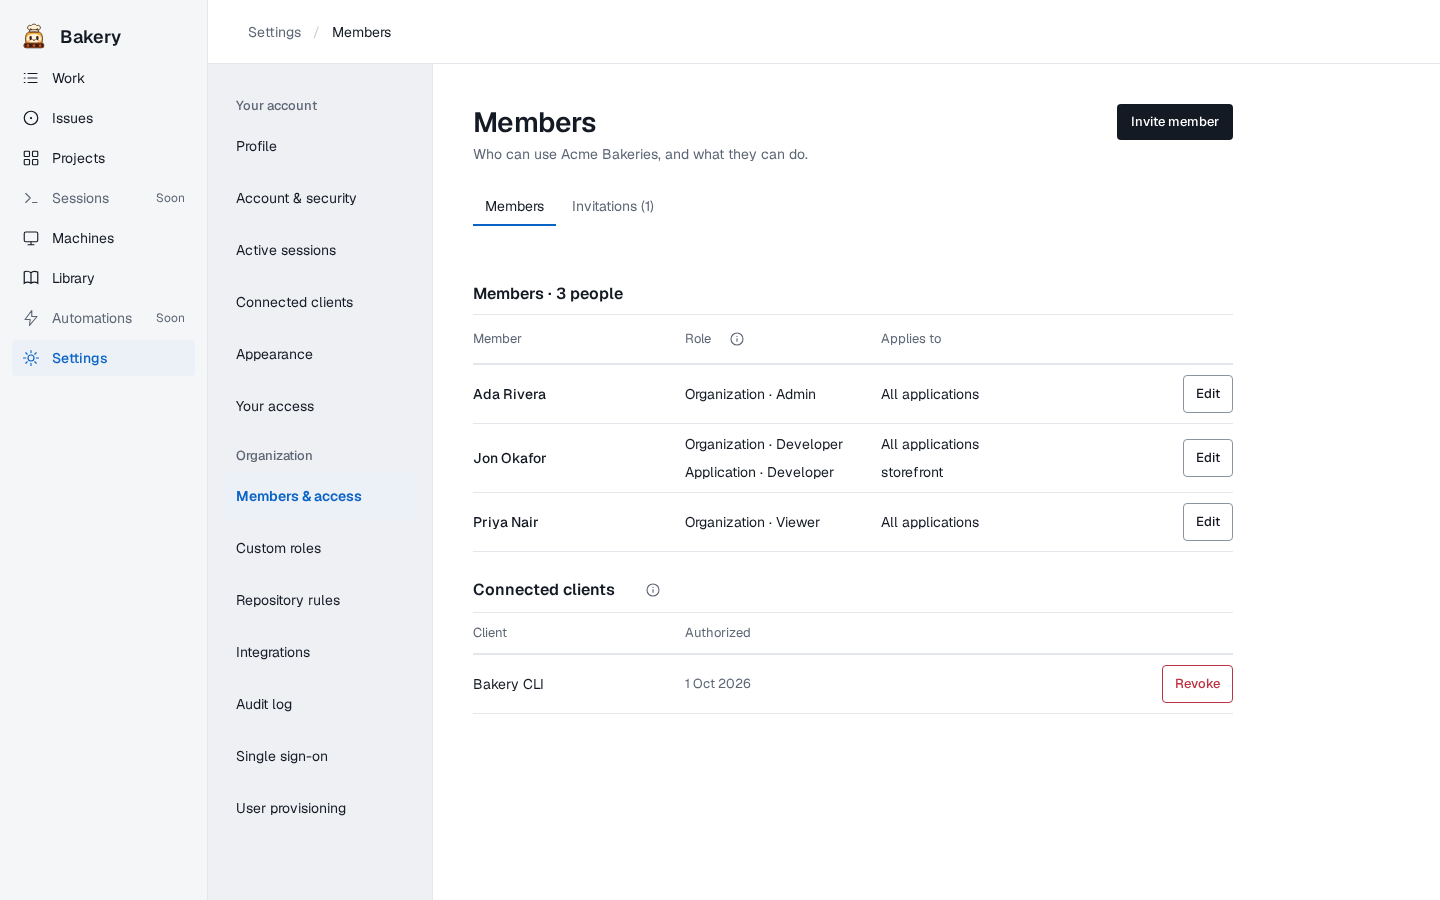 Bakery
Work
Issues
Projects
Sessions Soon
Machines
Library
Automations Soon
Settings
Settings / Members
Your account
Profile
Account & security
Active sessions
Connected clients
Appearance
Your access
Organization
Members & access
Custom roles
Repository rules
Integrations
Audit log
Single sign-on
User provisioning
Members
Invite member
Who can use Acme Bakeries, and what they can do.
Members Invitations (1)
Members · 3 people
Member Role Applies to
Ada Rivera Organization · Admin All applications Edit
Jon Okafor Organization · Developer All applications Edit
Application · Developer storefront
Priya Nair Organization · Viewer All applications Edit
Connected clients
Client Authorized
Bakery CLI 1 Oct 2026 Revoke